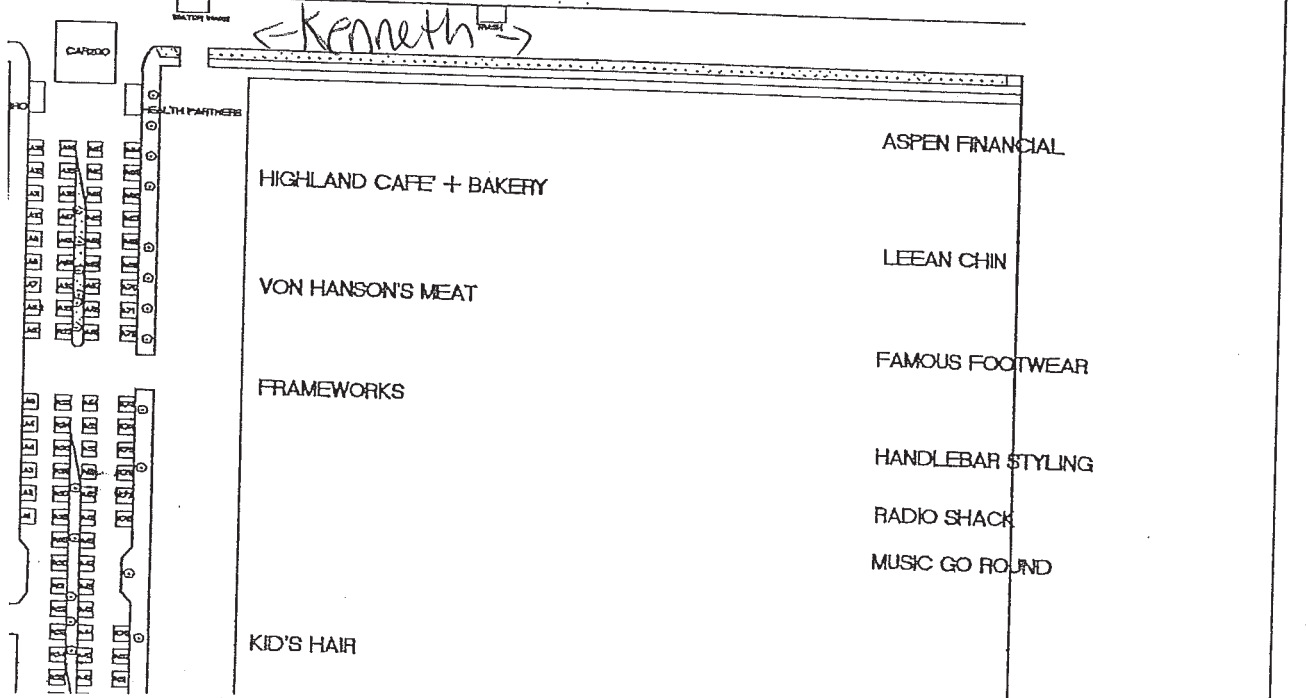 <-Kenneth->
TRASH
CARZOO
HEALTH PARTNERS
ASPEN FINANCIAL
HIGHLAND CAFE' + BAKERY
LEEAN CHIN
VON HANSON'S MEAT
FAMOUS FOOTWEAR
FRAMEWORKS
HANDLEBAR STYLING
RADIO SHACK
MUSIC GO ROUND
KID'S HAIR